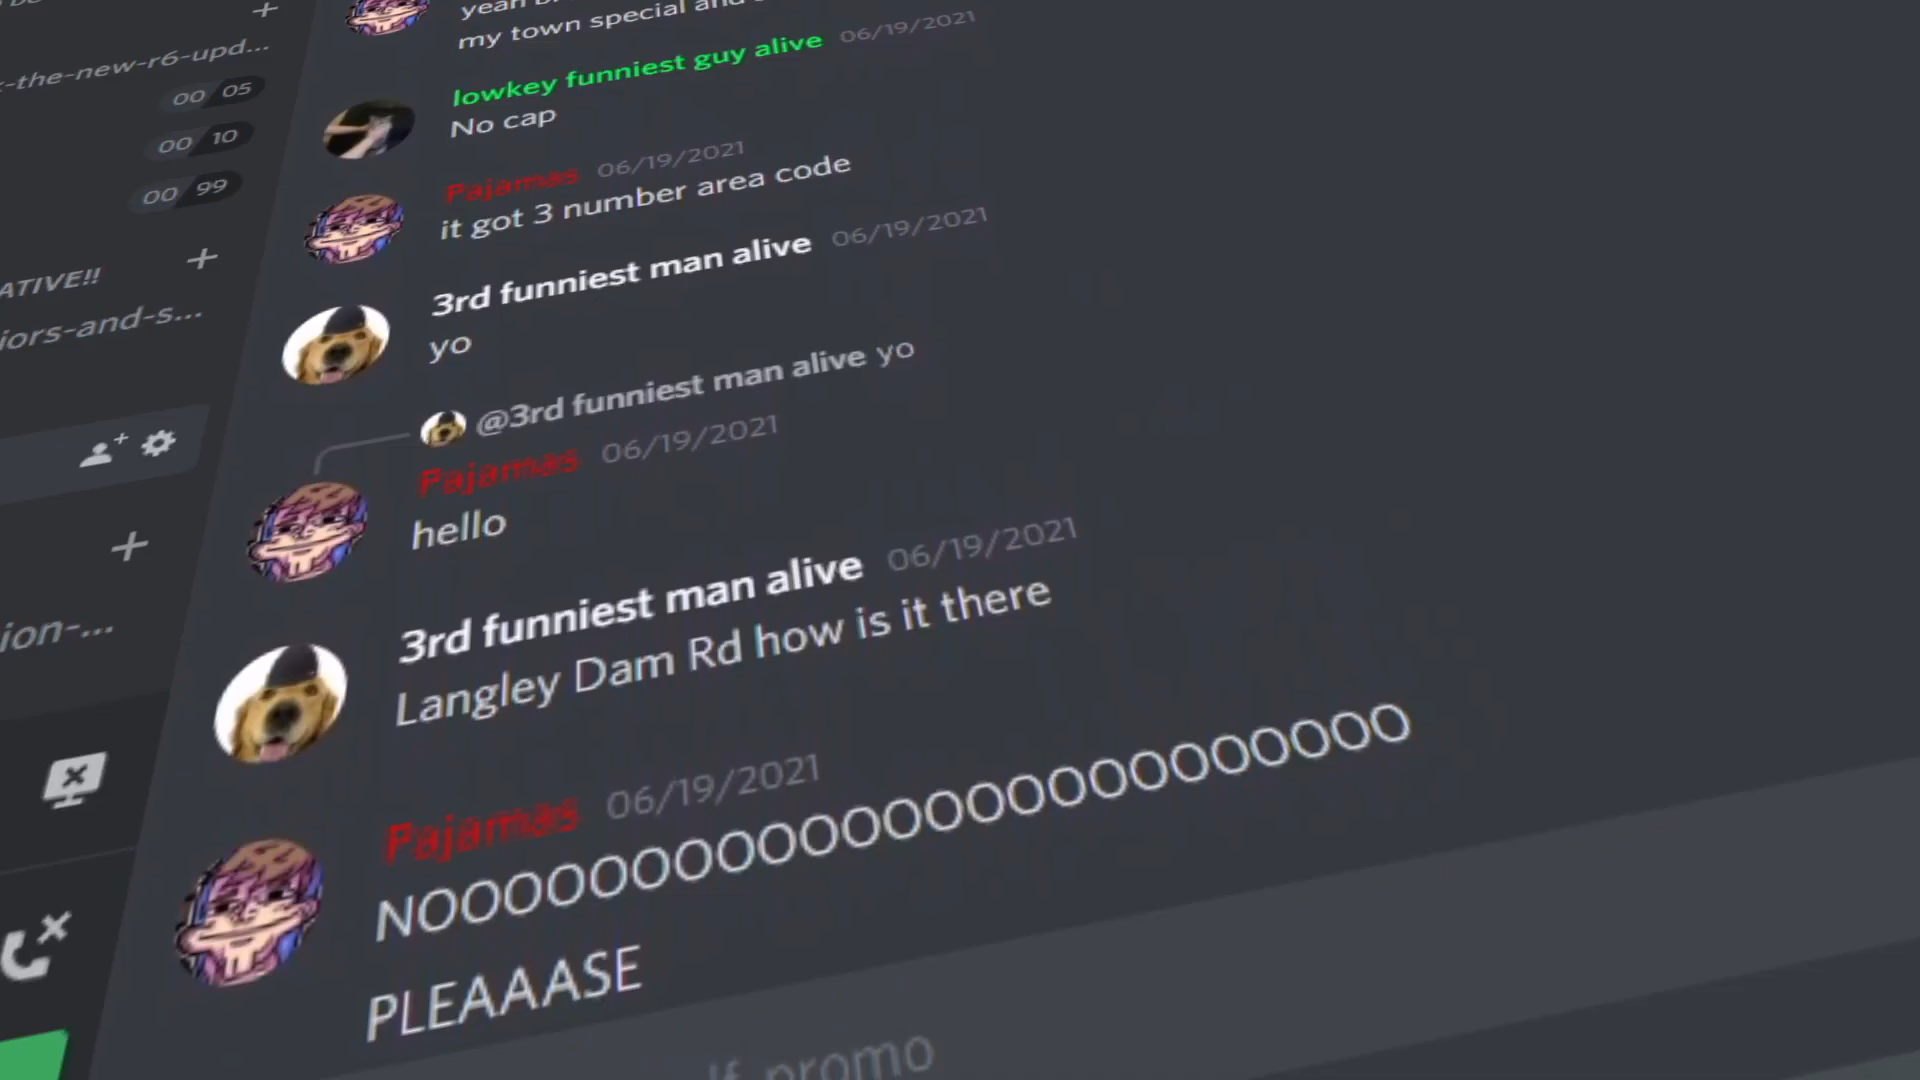 my town special and
-the-new-r6-upd...
00 05
00 10
00 99
ATIVE!!
iors-and-s...
ion-...
lowkey funniest guy alive 06/19/2021
No cap
Pajamas 06/19/2021
it got 3 number area code
3rd funniest man alive 06/19/2021
yo
@3rd funniest man alive yo
Pajamas 06/19/2021
hello
3rd funniest man alive 06/19/2021
Langley Dam Rd how is it there
Pajamas 06/19/2021
NOOOOOOOOOOOOOOOOOOOOOOOO
PLEAAASE
lf promo